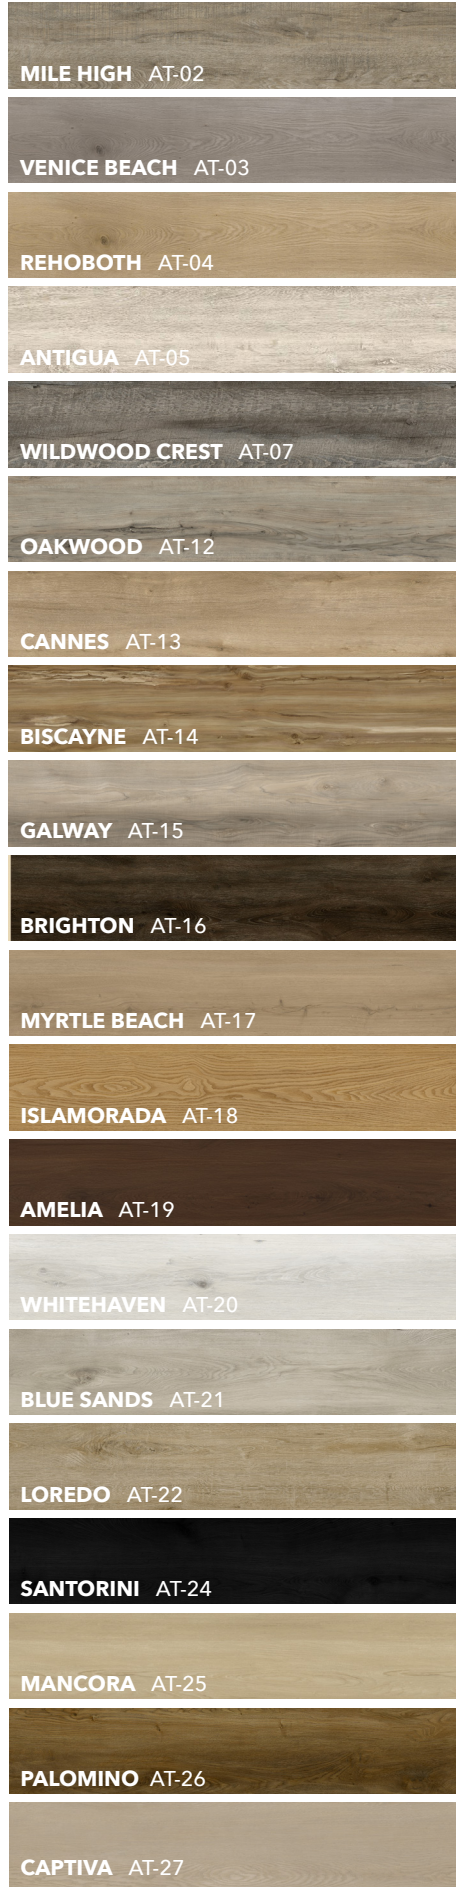 MILE HIGH AT-02
VENICE BEACH AT-03
REHOBOTH AT-04
ANTIGUA AT-05
WILDWOOD CREST AT-07
OAKWOOD AT-12
CANNES AT-13
BISCAYNE AT-14
GALWAY AT-15
BRIGHTON AT-16
MYRTLE BEACH AT-17
ISLAMORADA AT-18
AMELIA AT-19
WHITEHAVEN AT-20
BLUE SANDS AT-21
LOREDO AT-22
SANTORINI AT-24
MANCORA AT-25
PALOMINO AT-26
CAPTIVA AT-27